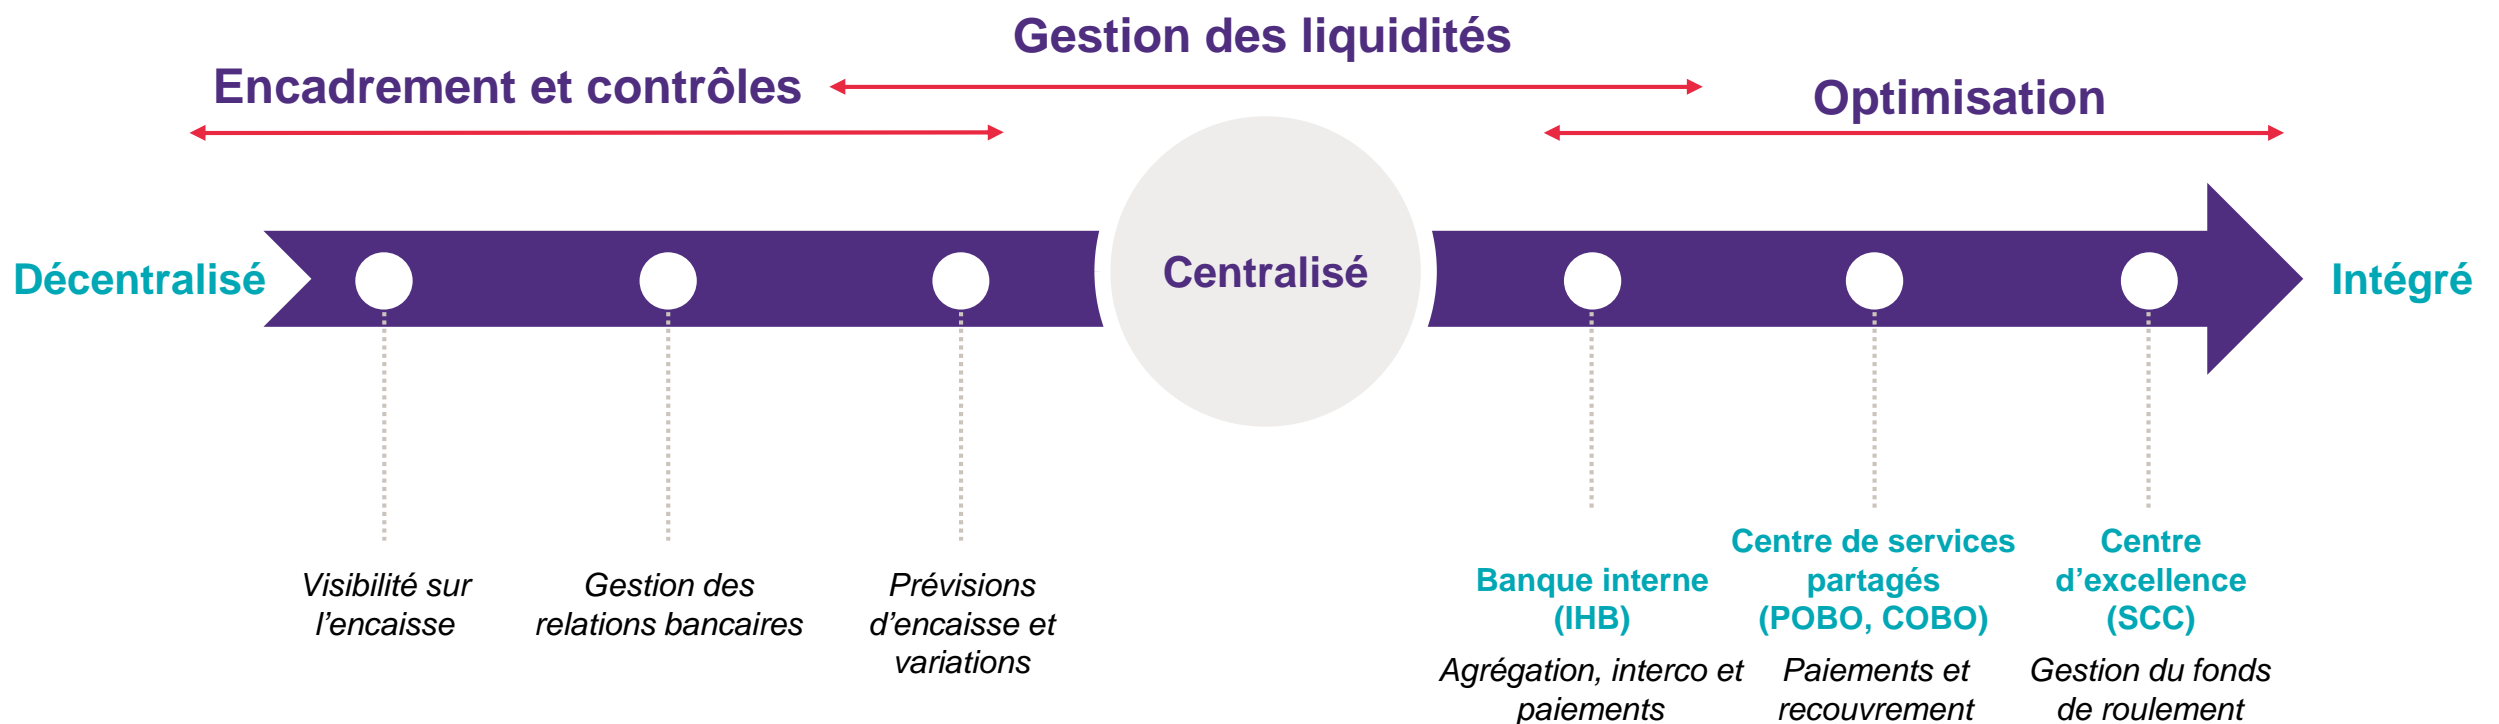 Gestion des liquidités
Encadrement et contrôles
Optimisation
Décentralisé
Centralisé
Intégré
Visibilité sur
l’encaisse
Gestion des
relations bancaires
Prévisions
d’encaisse et
variations
Banque interne
(IHB)
Agrégation, interco et
paiements
Centre de services
partagés
(POBO, COBO)
Paiements et
recouvrement
Centre
d’excellence
(SCC)
Gestion du fonds
de roulement